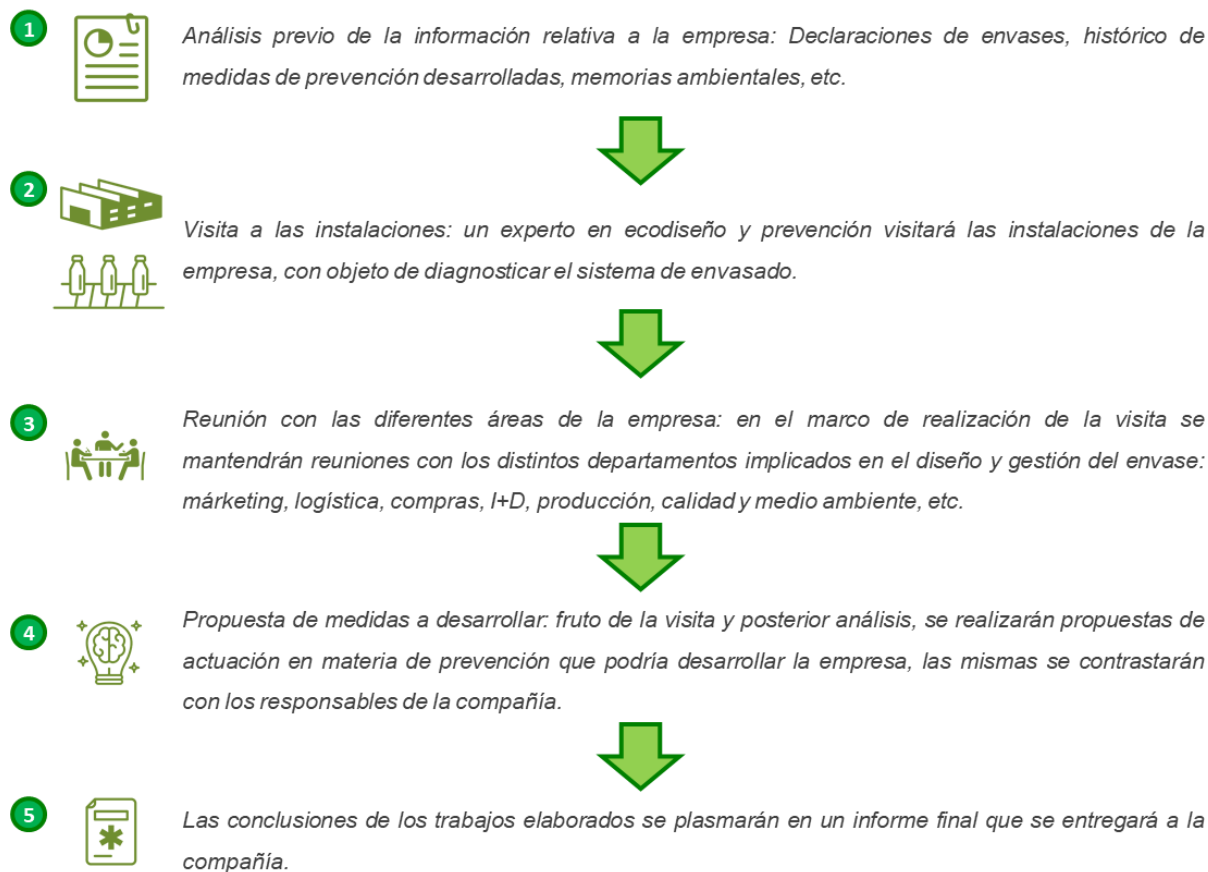 1
Análisis previo de la información relativa a la empresa: Declaraciones de envases, histórico de
medidas de prevención desarrolladas, memorias ambientales, etc.
2
Visita a las instalaciones: un experto en ecodiseño y prevención visitará las instalaciones de la
empresa, con objeto de diagnosticar el sistema de envasado.
3
Reunión con las diferentes áreas de la empresa: en el marco de realización de la visita se
mantendrán reuniones con los distintos departamentos implicados en el diseño y gestión del envase:
márketing, logística, compras, I+D, producción, calidad y medio ambiente, etc.
4
Propuesta de medidas a desarrollar: fruto de la visita y posterior análisis, se realizarán propuestas de
actuación en materia de prevención que podría desarrollar la empresa, las mismas se contrastarán
con los responsables de la compañía.
5
Las conclusiones de los trabajos elaborados se plasmarán en un informe final que se entregará a la
compañía.